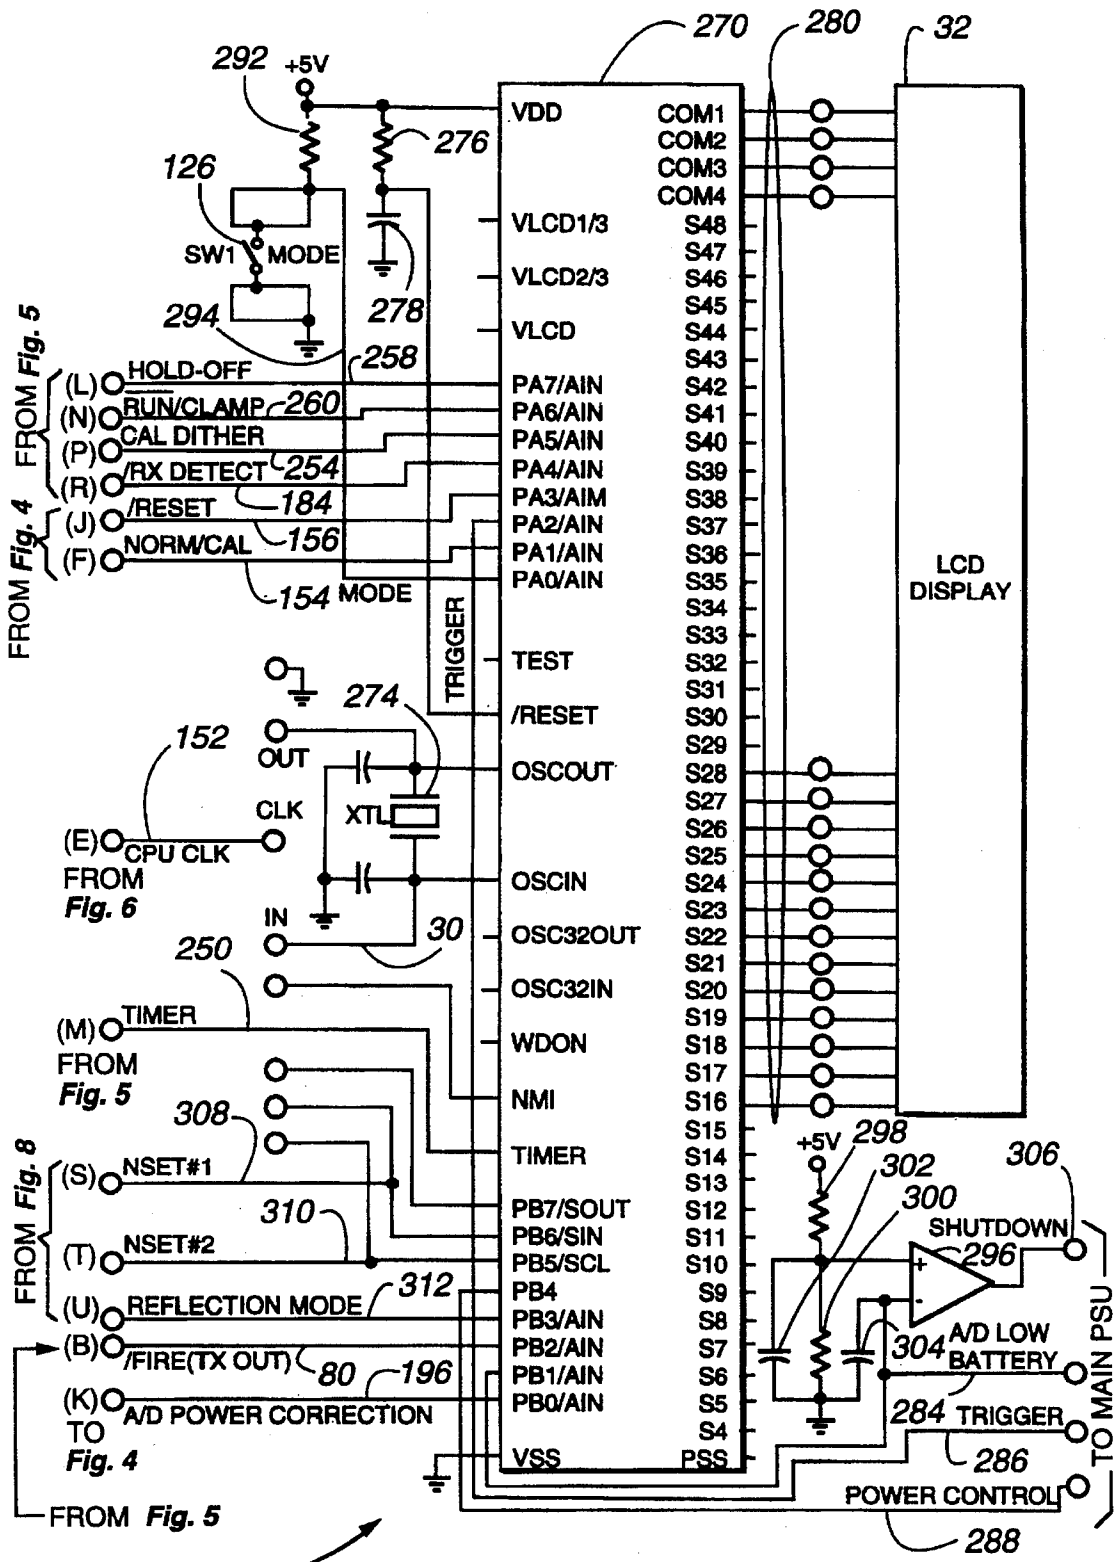 270
280
32
292
+5V
276
126
SW1
MODE
278
294
258
VDD
VLCD1/3
VLCD2/3
VLCD
PA7/AIN
PA6/AIN
PA5/AIN
PA4/AIN
PA3/AIM
PA2/AIN
PA1/AIN
PA0/AIN
TEST
/RESET
OSCOUT
OSCIN
OSC32OUT
OSC32IN
WDON
NMI
TIMER
PB7/SOUT
PB6/SIN
PB5/SCL
PB4
PB3/AIN
PB2/AIN
PB1/AIN
PB0/AIN
VSS
COM1
COM2
COM3
COM4
S48
S47
S46
S45
S44
S43
S42
S41
S40
S39
S38
S37
S36
S35
S34
S33
S32
S31
S30
S29
S28
S27
S26
S25
S24
S23
S22
S21
S20
S19
S18
S17
S16
S15
S14
S13
S12
S11
S10
S9
S8
S7
S6
S5
S4
PSS
LCD
DISPLAY
FROM Fig. 5
(L) HOLD-OFF
(N) RUN/CLAMP 260
(P) CAL DITHER 254
(R) /RX DETECT 184
FROM Fig. 4
(J) /RESET 156
(F) NORM/CAL 154
MODE
TRIGGER
274
152
OUT
CLK
XTL
(E) CPU CLK
FROM
Fig. 6
IN
30
250
(M) TIMER
FROM
Fig. 5
308
FROM Fig. 8
(S) NSET#1
310
(T) NSET#2
312
(U) REFLECTION MODE
(B) /FIRE(TX OUT) 80
196
(K) A/D POWER CORRECTION
TO
Fig. 4
FROM Fig. 5
+5V
298
302
300
306
SHUTDOWN
296
+
-
304
A/D LOW
BATTERY
284
TRIGGER
286
POWER CONTROL
288
TO MAIN PSU